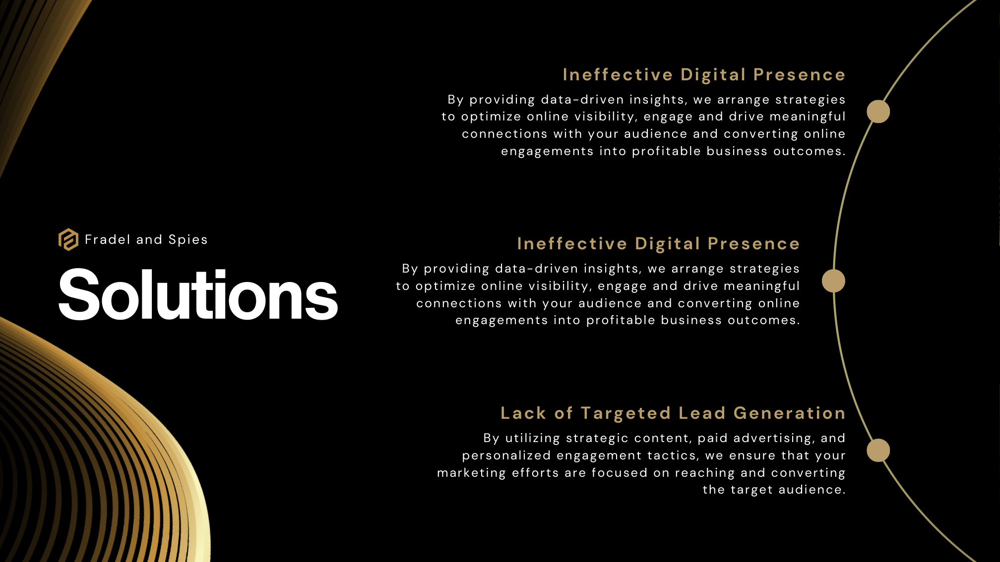 Fradel and Spies
Solutions
Ineffective Digital Presence
By providing data-driven insights, we arrange strategies
to optimize online visibility, engage and drive meaningful
connections with your audience and converting online
engagements into profitable business outcomes.
Ineffective Digital Presence
By providing data-driven insights, we arrange strategies
to optimize online visibility, engage and drive meaningful
connections with your audience and converting online
engagements into profitable business outcomes.
Lack of Targeted Lead Generation
By utilizing strategic content, paid advertising, and
personalized engagement tactics, we ensure that your
marketing efforts are focused on reaching and converting
the target audience.